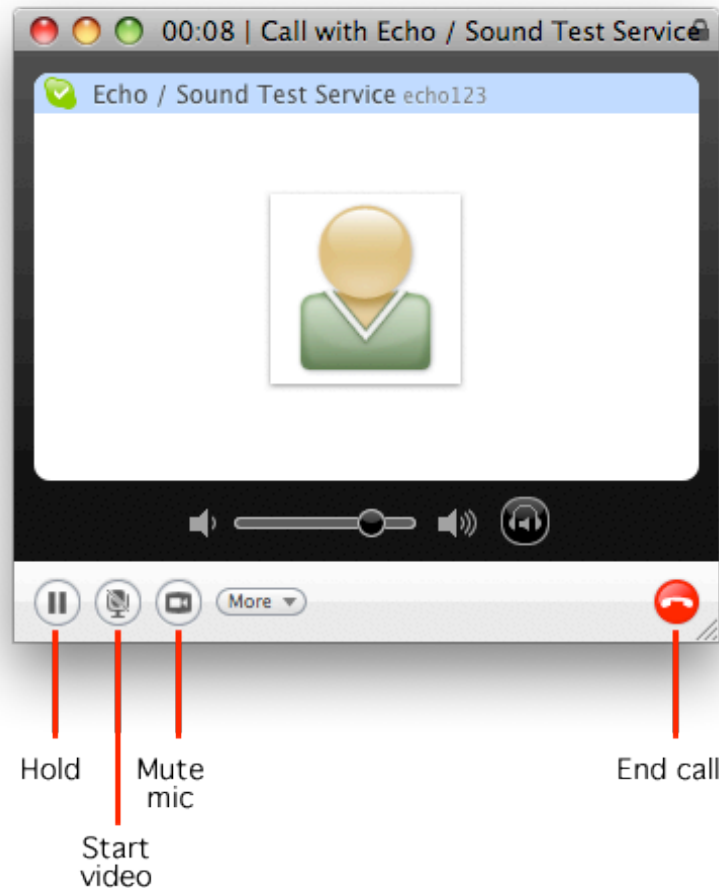 00:08 | Call with Echo / Sound Test Service
Echo / Sound Test Service echo123
More
Hold
Mute
mic
End call
Start
video